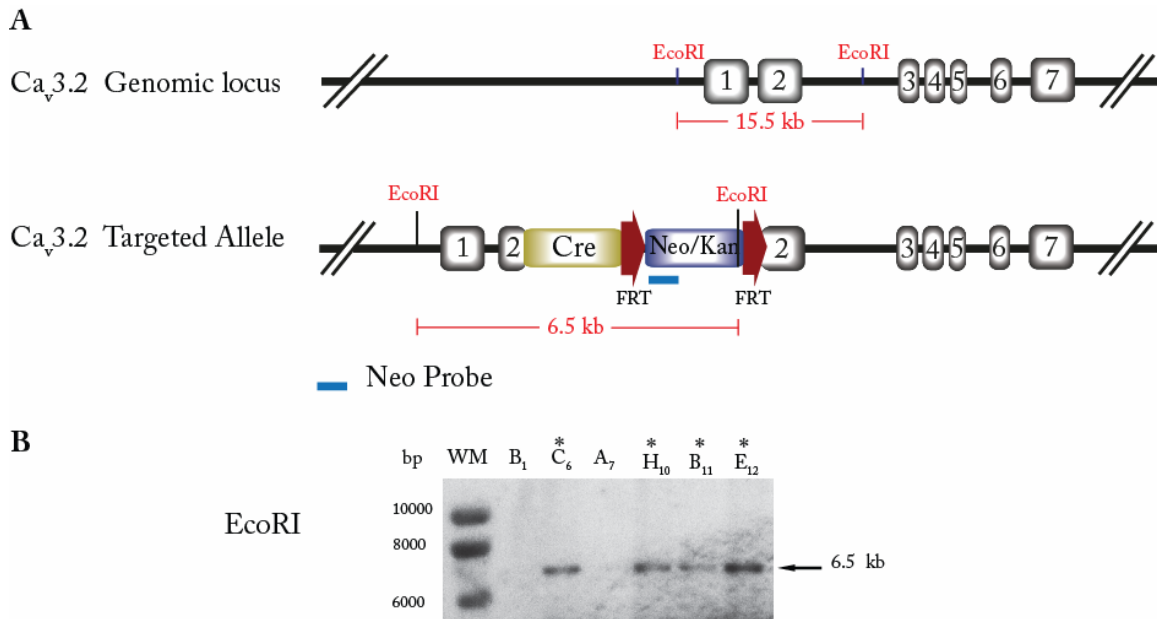 A
EcoRI EcoRI
Cav3.2 Genomic locus 1 2 3 4 5 6 7
15.5 kb
EcoRI EcoRI
Cav3.2 Targeted Allele 1 2 Cre Neo/Kan 2 3 4 5 6 7
FRT FRT
6.5 kb
Neo Probe
B
* * * *
bp WM B1 C6 A7 H10 B11 E12
10000
EcoRI
8000
6.5 kb
6000